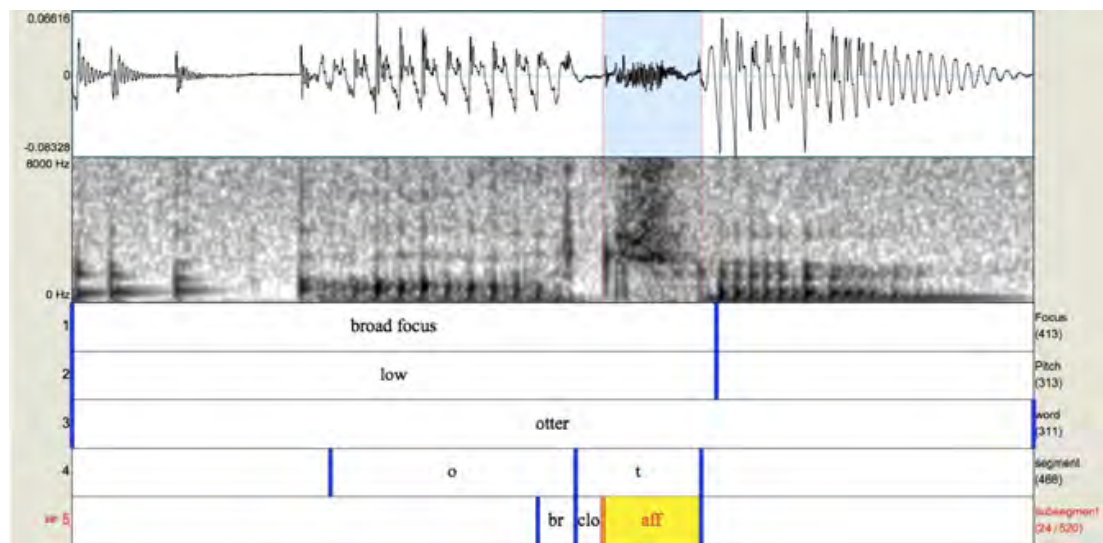 0.06616
0
-0.08328
8000 Hz
0 Hz
1 broad focus Focus (413)
2 low Pitch (313)
3 otter word (311)
4 o t segment (466)
5 br clo aff subsegment (24 / 520)